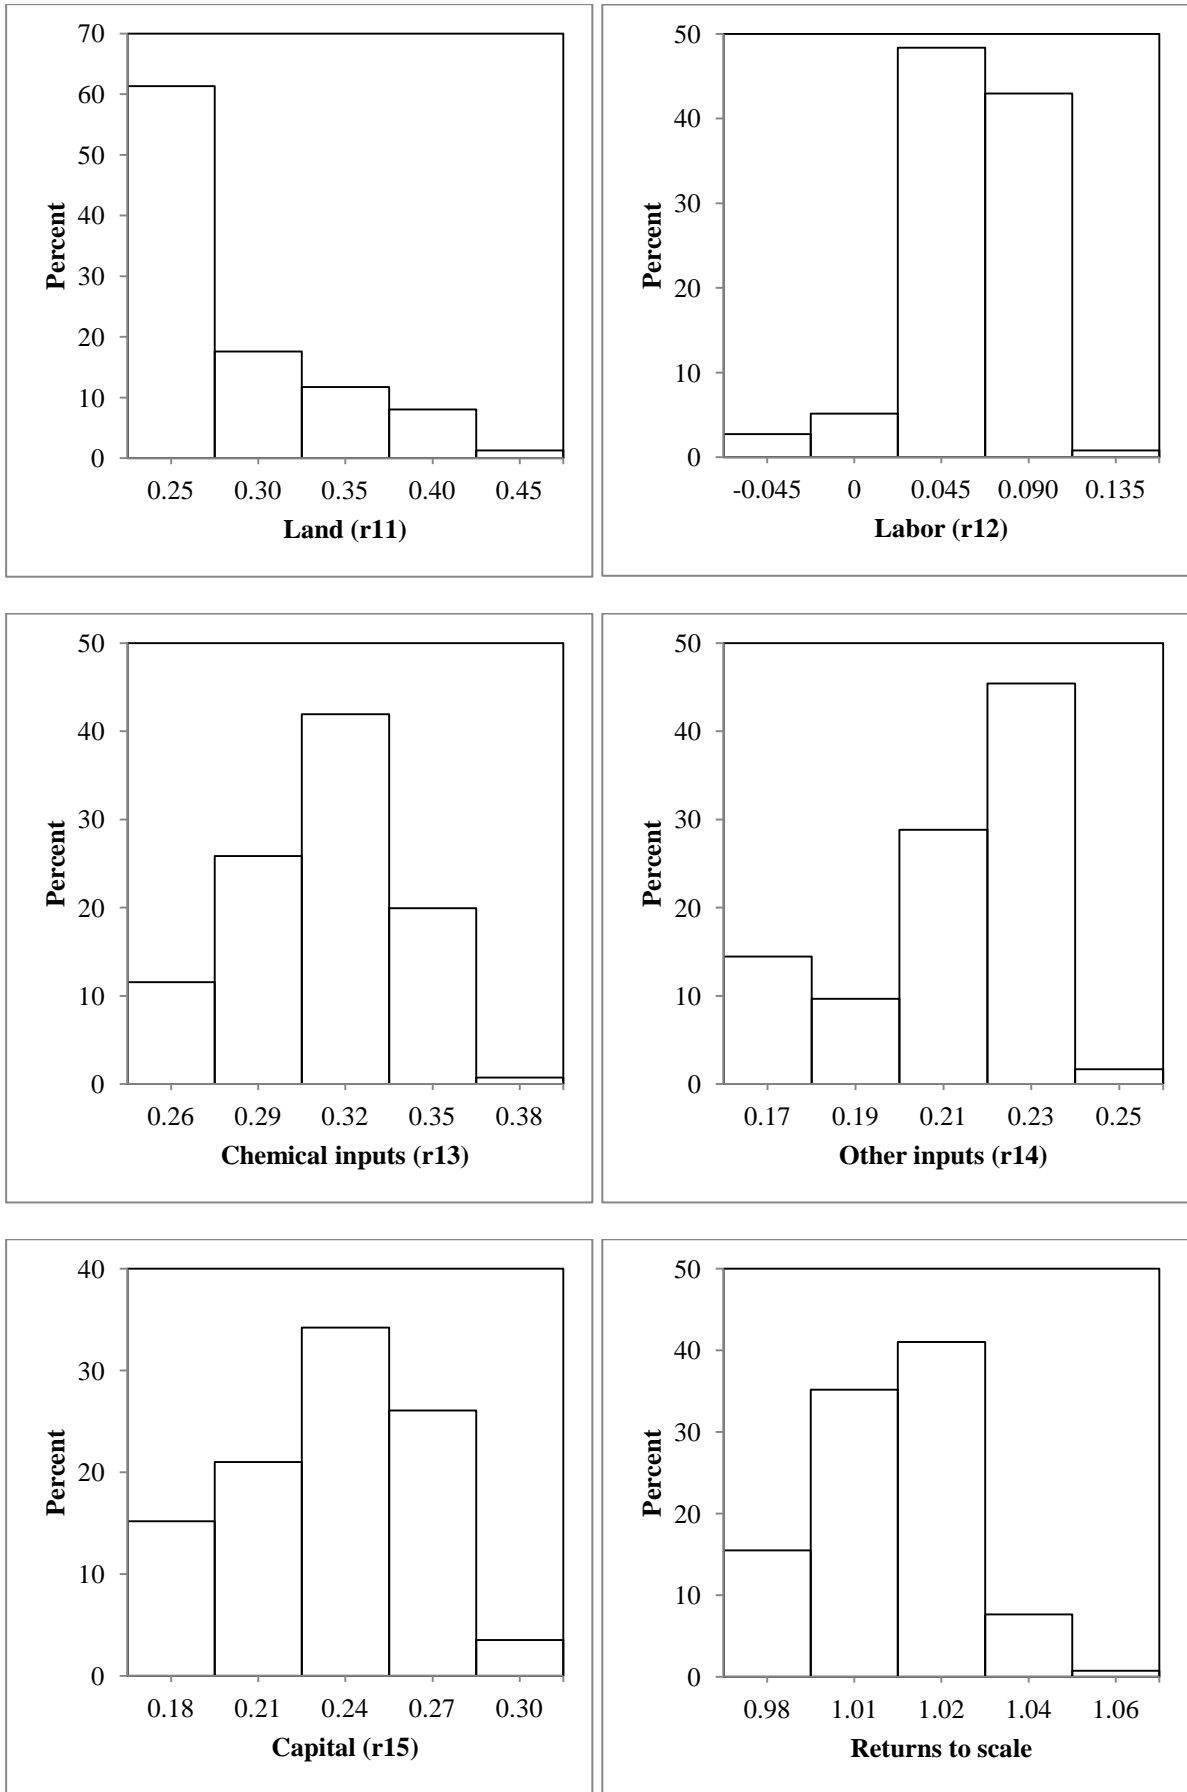 70
60
50
40
30
20
10
0
Percent
0.25 0.30 0.35 0.40 0.45
Land (r11)
50
40
30
20
10
0
Percent
-0.045 0 0.045 0.090 0.135
Labor (r12)
50
40
30
20
10
0
Percent
0.26 0.29 0.32 0.35 0.38
Chemical inputs (r13)
50
40
30
20
10
0
Percent
0.17 0.19 0.21 0.23 0.25
Other inputs (r14)
40
30
20
10
0
Percent
0.18 0.21 0.24 0.27 0.30
Capital (r15)
50
40
30
20
10
0
Percent
0.98 1.01 1.02 1.04 1.06
Returns to scale